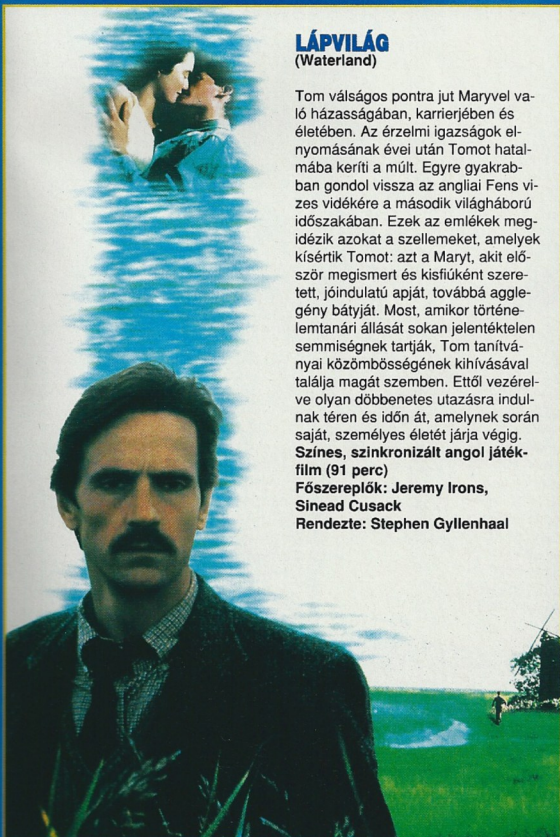 LÁPVILÁG
(Waterland)
Tom válságos pontra jut Maryvel va-
ló házasságában, karrierjében és
életében. Az érzelmi igazságok el-
nyomásának évei után Tomot hatal-
mába keríti a múlt. Egyre gyakrab-
ban gondol vissza az angliai Fens vi-
zes vidékére a második világháború
időszakában. Ezek az emlékek meg-
idézik azokat a szellemeket, amelyek
kísértik Tomot: azt a Maryt, akit elő-
ször megismert és kisfiúként szere-
tett, jóindulatú apját, továbbá aggle-
gény bátyját. Most, amikor történe-
lemtanári állását sokan jelentéktelen
semmiségnek tartják, Tom tanítvá-
nyai közömbösségének kihívásával
találja magát szemben. Ettől vezérel-
ve olyan döbbenetes utazásra indul-
nak téren és időn át, amelynek során
saját, személyes életét járja végig.
Színes, szinkronizált angol játék-
film (91 perc)
Főszereplők: Jeremy Irons,
Sinead Cusack
Rendezte: Stephen Gyllenhaal